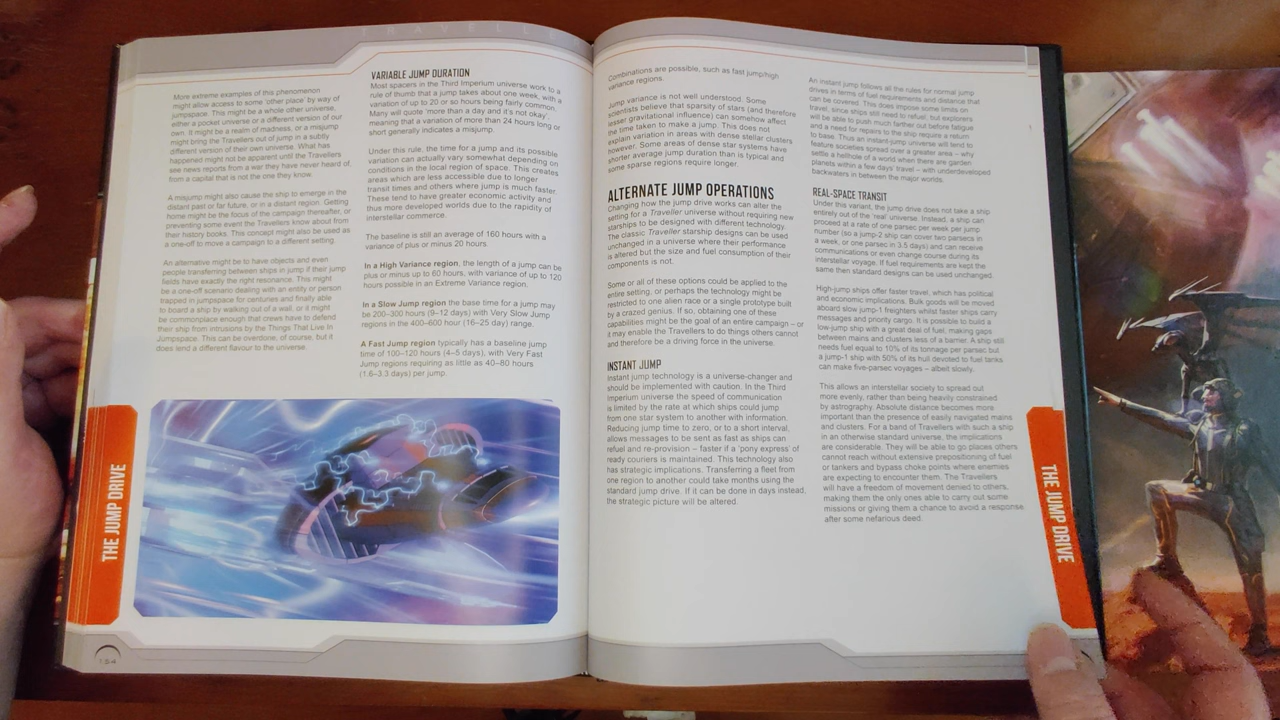 TRAVELLE
More extreme examples of this phenomenon
might allow access to some 'other place' by way of
jumpspace. This might be a whole other universe,
either a pocket universe or a different version of our
own. It might be a realm of madness, or a misjump
might bring the Travellers out of jump in a subtly
different version of their own universe. What has
happened might not be apparent until the Travellers
see news reports from a war they have never heard of,
from a capital that is not the one they know.
A misjump might also cause the ship to emerge in the
distant past or far future, or in a distant region. Getting
home might be the focus of the campaign thereafter, or
preventing some event the Travellers know about from
their history books. This concept might also be used as
a one-off to move a campaign to a different setting.
An alternative might be to have objects and even
people transferring between ships in jump if their jump
fields have exactly the right resonance. This might
be a one-off scenario dealing with an entity or person
trapped in jumpspace for centuries and finally able
to board a ship by walking out of a wall, or it might
be commonplace enough that crews have to defend
their ship from intrusions by the Things That Live In
Jumpspace. This can be overdone, of course, but it
does lend a different flavour to the universe.
VARIABLE JUMP DURATION
Most spacers in the Third Imperium universe work to a
rule of thumb that a jump takes about one week, with a
variation of up to 20 or so hours being fairly common.
Many will quote 'more than a day and it's not okay',
meaning that a variation of more than 24 hours long or
short generally indicates a misjump.
Under this rule, the time for a jump and its possible
variation can actually vary somewhat depending on
conditions in the local region of space. This creates
areas which are less accessible due to longer
transit times and others where jump is much faster.
These tend to have greater economic activity and
thus more developed worlds due to the rapidity of
interstellar commerce.
The baseline is still an average of 160 hours with a
variance of plus or minus 20 hours.
In a High Variance region, the length of a jump can be
plus or minus up to 60 hours, with variance of up to 120
hours possible in an Extreme Variance region.
In a Slow Jump region the base time for a jump may
be 200–300 hours (9–12 days) with Very Slow Jump
regions in the 400–600 hour (16–25 day) range.
A Fast Jump region typically has a baseline jump
time of 100–120 hours (4–5 days), with Very Fast
Jump regions requiring as little as 40–80 hours
(1.6–3.3 days) per jump.
THE JUMP DRIVE
Combinations are possible, such as fast jump/high
variance regions.
Jump variance is not well understood. Some
scientists believe that sparsity of stars (and therefore
lesser gravitational influence) can somehow affect
the time taken to make a jump. This does not
explain variation in areas with dense stellar clusters
however. Some areas of dense star systems have
shorter average jump duration than is typical and
some sparse regions require longer.
ALTERNATE JUMP OPERATIONS
Changing how the jump drive works can alter the
setting for a Traveller universe without requiring new
starships to be designed with different technology.
The classic Traveller starship designs can be used
unchanged in a universe where their performance
is altered but the size and fuel consumption of their
components is not.
Some or all of these options could be applied to the
entire setting, or perhaps the technology might be
restricted to one alien race or a single prototype built
by a crazed genius. If so, obtaining one of these
capabilities might be the goal of an entire campaign – or
it may enable the Travellers to do things others cannot
and therefore be a driving force in the universe.
INSTANT JUMP
Instant jump technology is a universe-changer and
should be implemented with caution. In the Third
Imperium universe the speed of communication
is limited by the rate at which ships could jump
from one star system to another with information.
Reducing jump time to zero, or to a short interval,
allows messages to be sent as fast as ships can
refuel and re-provision – faster if a 'pony express' of
ready couriers is maintained. This technology also
has strategic implications. Transferring a fleet from
one region to another could take months using the
standard jump drive. If it can be done in days instead,
the strategic picture will be altered.
An instant jump follows all the rules for normal jump
drives in terms of fuel requirements and distance that
can be covered. This does impose some limits on
travel, since ships still need to refuel, but explorers
will be able to push much farther out before fatigue
and a need for repairs to the ship require a return
to base. Thus an instant-jump universe will tend to
feature societies spread over a greater area – why
settle a hellhole of a world when there are garden
planets within a few days' travel – with underdeveloped
backwaters in between the major worlds.
REAL-SPACE TRANSIT
Under this variant, the jump drive does not take a ship
entirely out of the 'real' universe. Instead, a ship can
proceed at a rate of one parsec per week per jump
number (so a jump-2 ship can cover two parsecs in
a week, or one parsec in 3.5 days) and can receive
communications or even change course during its
interstellar voyage. If fuel requirements are kept the
same then standard designs can be used unchanged.
High-jump ships offer faster travel, which has political
and economic implications. Bulk goods will be moved
aboard slow jump-1 freighters whilst faster ships carry
messages and priority cargo. It is possible to build a
low-jump ship with a great deal of fuel, making gaps
between mains and clusters less of a barrier. A ship still
needs fuel equal to 10% of its tonnage per parsec but
a jump-1 ship with 50% of its hull devoted to fuel tanks
can make five-parsec voyages – albeit slowly.
This allows an interstellar society to spread out
more evenly, rather than being heavily constrained
by astrography. Absolute distance becomes more
important than the presence of easily navigated mains
and clusters. For a band of Travellers with such a ship
in an otherwise standard universe, the implications
are considerable. They will be able to go places others
cannot reach without extensive prepositioning of fuel
or tankers and bypass choke points where enemies
are expecting to encounter them. The Travellers
will have a freedom of movement denied to others,
making them the only ones able to carry out some
missions or giving them a chance to avoid a response
after some nefarious deed.
THE JUMP DRIVE